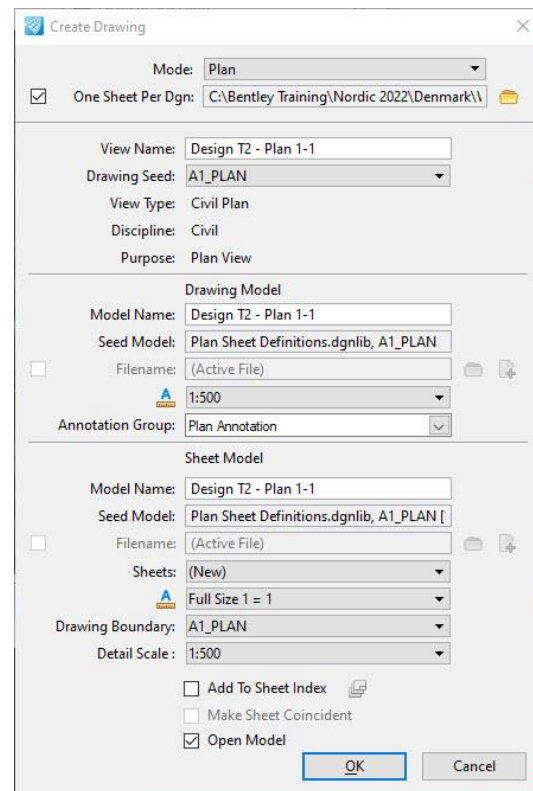 Create Drawing
Mode: Plan
One Sheet Per Dgn: C:\Bentley Training\Nordic 2022\Denmark\\
View Name: Design T2 - Plan 1-1
Drawing Seed: A1_PLAN
View Type: Civil Plan
Discipline: Civil
Purpose: Plan View
Drawing Model
Model Name: Design T2 - Plan 1-1
Seed Model: Plan Sheet Definitions.dgnlib, A1_PLAN
Filename: (Active File)
A 1:500
Annotation Group: Plan Annotation
Sheet Model
Model Name: Design T2 - Plan 1-1
Seed Model: Plan Sheet Definitions.dgnlib, A1_PLAN [
Filename: (Active File)
Sheets: (New)
A Full Size 1 = 1
Drawing Boundary: A1_PLAN
Detail Scale : 1:500
Add To Sheet Index
Make Sheet Coincident
Open Model
OK Cancel